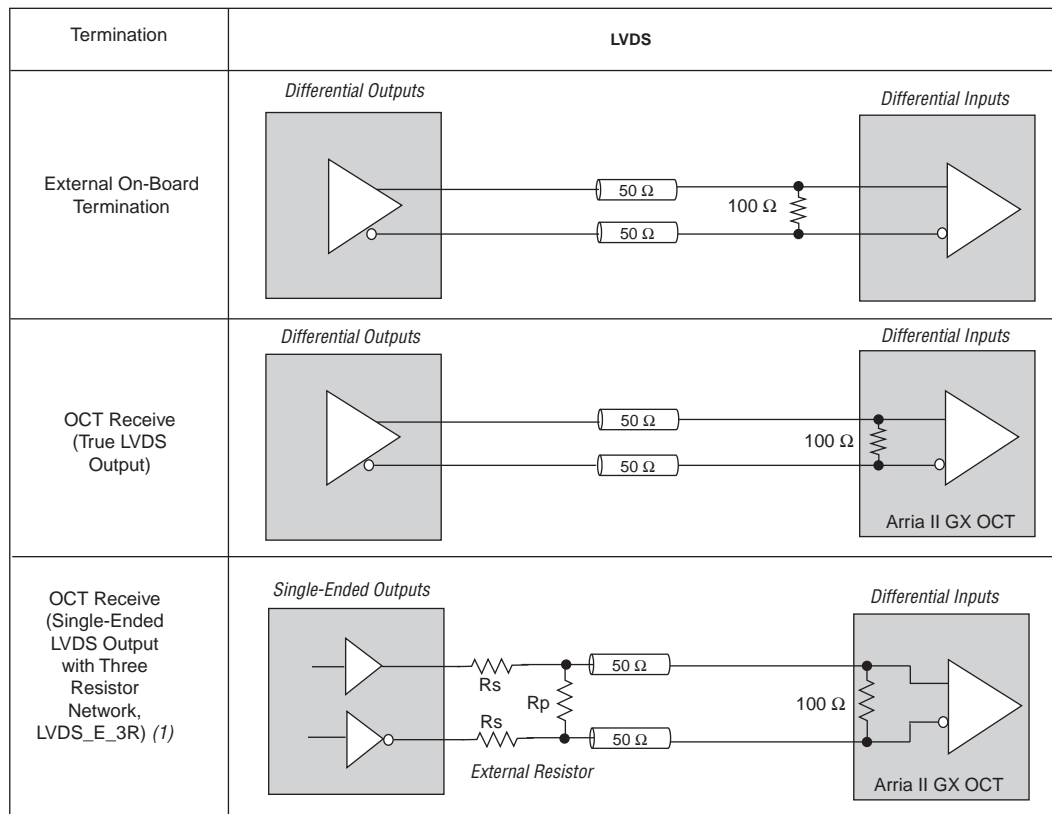 Termination
LVDS
Differential Outputs
Differential Inputs
External On-Board
Termination
50 Ω
100 Ω
50 Ω
Differential Outputs
Differential Inputs
OCT Receive
(True LVDS
Output)
50 Ω
100 Ω
50 Ω
Arria II GX OCT
Single-Ended Outputs
Differential Inputs
OCT Receive
(Single-Ended
LVDS Output
with Three
Resistor
Network,
LVDS_E_3R) (1)
50 Ω
Rs
Rp
100 Ω
Rs
50 Ω
External Resistor
Arria II GX OCT